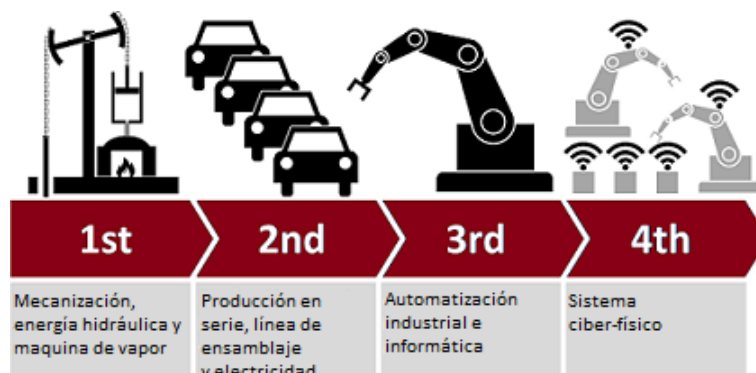 1st
2nd
3rd
4th
Mecanización,
energía hidráulica y
maquina de vapor
Producción en
serie, línea de
ensamblaje
y electricidad
Automatización
industrial e
informática
Sistema
ciber-físico